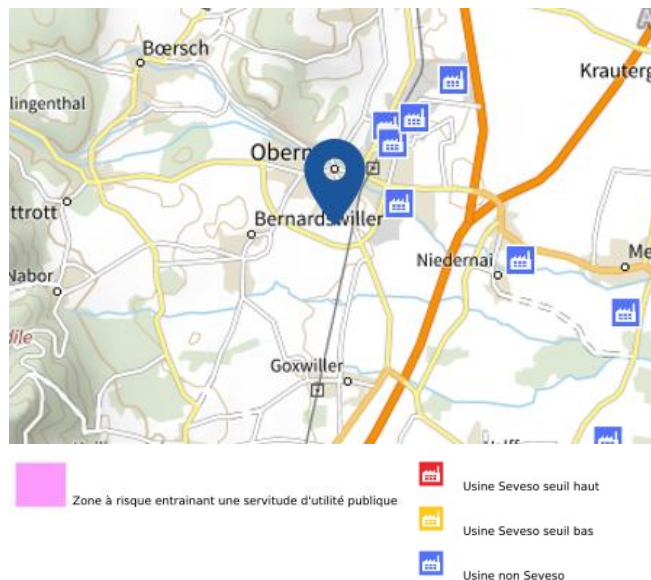 Bœrsch
Krauterg
lingenthal
Obern
ttrott
Bernardswiller
Niedernai
Me
Nabor
dile
Goxwiller
Zone à risque entrainant une servitude d'utilité publique
Usine Seveso seuil haut
Usine Seveso seuil bas
Usine non Seveso